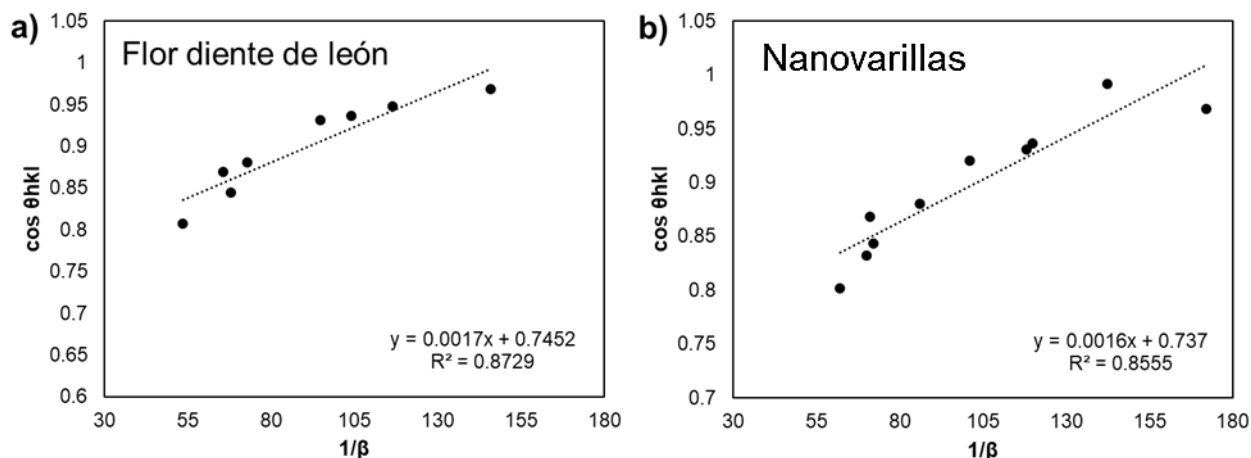 a)
Flor diente de león
1.05
1
0.95
0.9
0.85
0.8
0.75
0.7
0.65
0.6
cos θhkl
y = 0.0017x + 0.7452
R² = 0.8729
30 55 80 105 130 155 180
1/β
b)
Nanovarillas
1.05
1
0.95
0.9
0.85
0.8
0.75
0.7
cos θhkl
y = 0.0016x + 0.737
R² = 0.8555
30 55 80 105 130 155 180
1/β